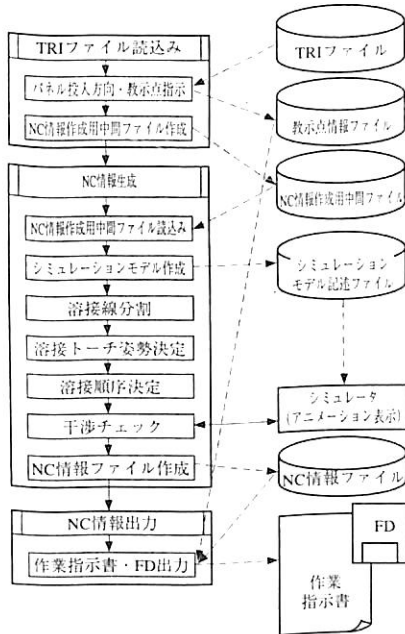 TRIファイル読込み
パネル投入方向・教示点指示
NC情報作成用中間ファイル作成
NC情報生成
NC情報作成用中間ファイル読込み
シミュレーションモデル作成
溶接線分割
溶接トーチ姿勢決定
溶接順序決定
干渉チェック
NC情報ファイル作成
NC情報出力
作業指示書・FD出力
TRIファイル
教示点情報ファイル
NC情報作成用中間ファイル
シミュレーション
モデル記述ファイル
シミュレータ
(アニメーション表示)
NC情報ファイル
FD
作業
指示書